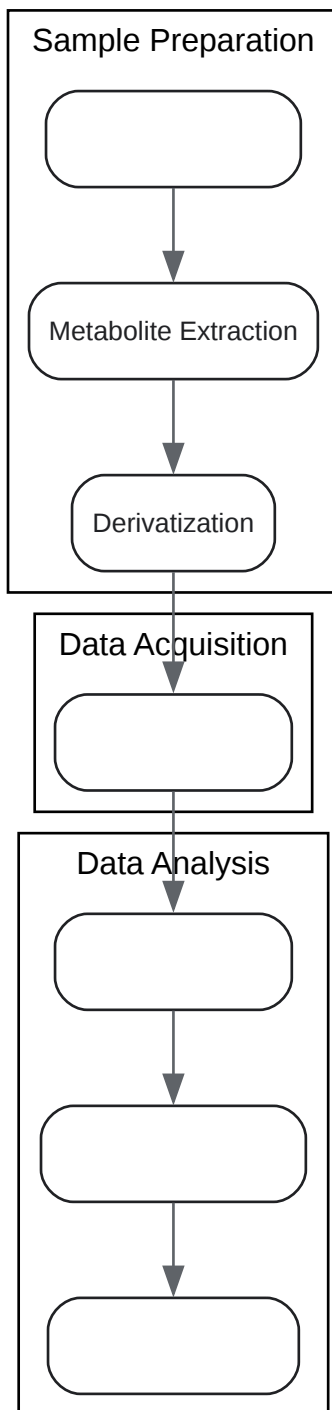 Sample Preparation
Metabolite Extraction
Derivatization
Data Acquisition
Data Analysis